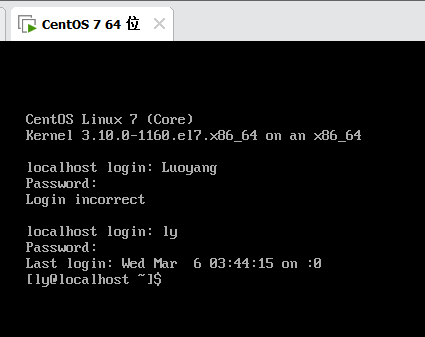 CentOS 7 64 位
CentOS Linux 7 (Core)
Kernel 3.10.0-1160.el7.x86_64 on an x86_64
localhost login: Luoyang
Password:
Login incorrect
localhost login: ly
Password:
Last login: Wed Mar  6 03:44:15 on :0
[ly@localhost ~]$